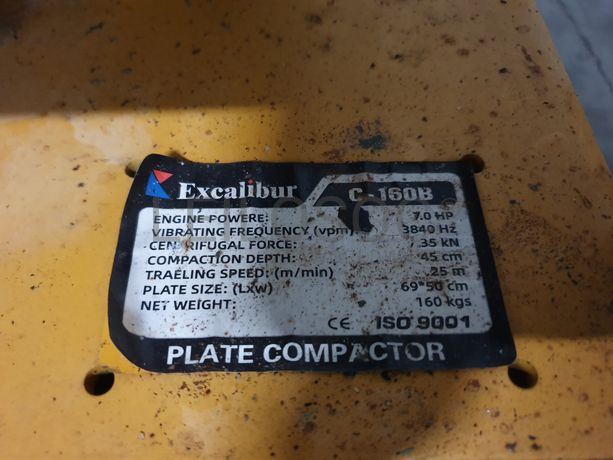 Excalibur C-160B
ENGINE POWERE: 7.0 HP
VIBRATING FREQUENCY (vpm) 3840 Hz
CENTRIFUGAL FORCE: 35 kN
COMPACTION DEPTH: 45 cm
TRAELING SPEED: (m/min) 25 m
PLATE SIZE: (Lxw) 69*50 cm
NET WEIGHT: 160 kgs
CE ISO 9001
PLATE COMPACTOR